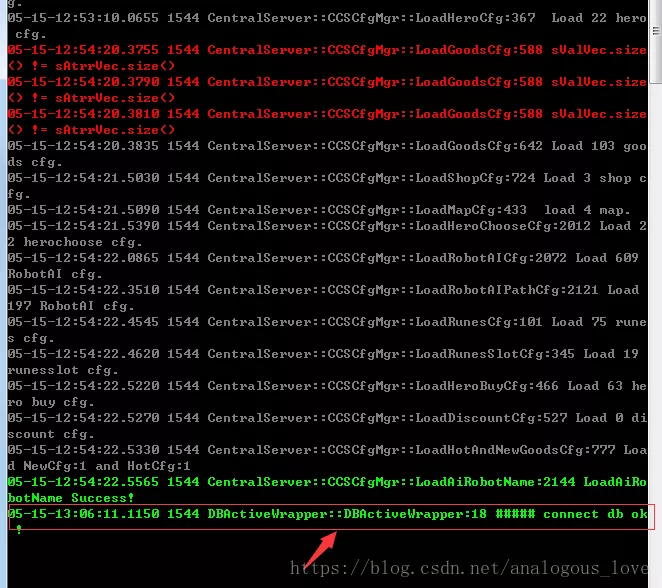 g.
05-15-12:53:10.0655 1544 CentralServer::CCSCfgMgr::LoadHeroCfg:367  Load 22 hero
 cfg.
05-15-12:54:20.3755 1544 CentralServer::CCSCfgMgr::LoadGoodsCfg:588 sValVec.size
() != sAtrrVec.size()
05-15-12:54:20.3790 1544 CentralServer::CCSCfgMgr::LoadGoodsCfg:588 sValVec.size
() != sAtrrVec.size()
05-15-12:54:20.3810 1544 CentralServer::CCSCfgMgr::LoadGoodsCfg:588 sValVec.size
() != sAtrrVec.size()
05-15-12:54:20.3835 1544 CentralServer::CCSCfgMgr::LoadGoodsCfg:642 Load 103 goo
ds cfg.
05-15-12:54:21.5030 1544 CentralServer::CCSCfgMgr::LoadShopCfg:724 Load 3 shop c
fg.
05-15-12:54:21.5090 1544 CentralServer::CCSCfgMgr::LoadMapCfg:433  load 4 map.
05-15-12:54:21.5390 1544 CentralServer::CCSCfgMgr::LoadHeroChooseCfg:2012 Load 2
2 herochoose cfg.
05-15-12:54:22.0865 1544 CentralServer::CCSCfgMgr::LoadRobotAICfg:2072 Load 609
RobotAI cfg.
05-15-12:54:22.3510 1544 CentralServer::CCSCfgMgr::LoadRobotAIPathCfg:2121 Load
197 RobotAI cfg.
05-15-12:54:22.4545 1544 CentralServer::CCSCfgMgr::LoadRunesCfg:101 Load 75 rune
s cfg.
05-15-12:54:22.4620 1544 CentralServer::CCSCfgMgr::LoadRunesSlotCfg:345 Load 19
runesslot cfg.
05-15-12:54:22.5220 1544 CentralServer::CCSCfgMgr::LoadHeroBuyCfg:466 Load 63 he
ro buy cfg.
05-15-12:54:22.5270 1544 CentralServer::CCSCfgMgr::LoadDiscountCfg:527 Load 0 di
scount cfg.
05-15-12:54:22.5330 1544 CentralServer::CCSCfgMgr::LoadHotAndNewGoodsCfg:777 Loa
d NewCfg:1 and HotCfg:1
05-15-12:54:22.5565 1544 CentralServer::CCSCfgMgr::LoadAiRobotName:2144 LoadAiRo
botName Success!
05-15-13:06:11.1150 1544 DBActiveWrapper::DBActiveWrapper:18 ##### connect db ok
!
https://blog.csdn.net/analogous_love